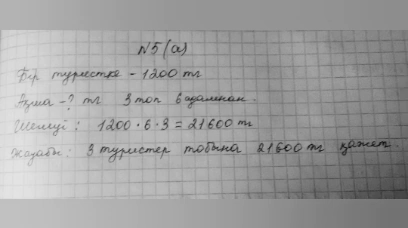 №5(а)
Бір туристке - 1200 тг
Ақша - ? тг 3 топ 6 адамнан.
Шешуі: 1200 · 6 · 3 = 21600 тг
Жауабы: 3 туристер тобына 21600 тг қажет.